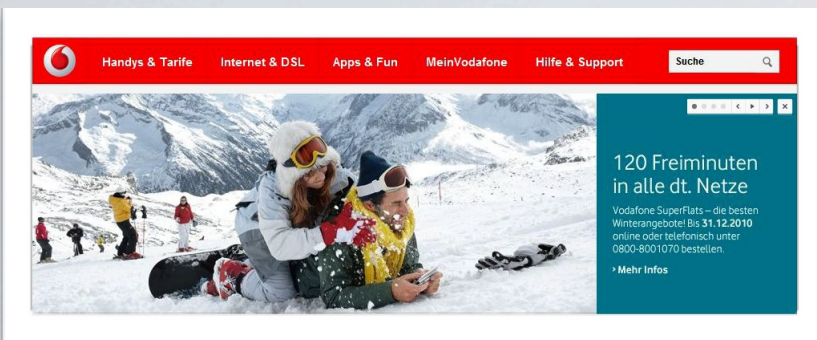 Handys & Tarife Internet & DSL Apps & Fun MeinVodafone Hilfe & Support Suche
120 Freiminuten
in alle dt. Netze
Vodafone SuperFlats – die besten
Winterangebote! Bis 31.12.2010
online oder telefonisch unter
0800-8001070 bestellen.
› Mehr Infos